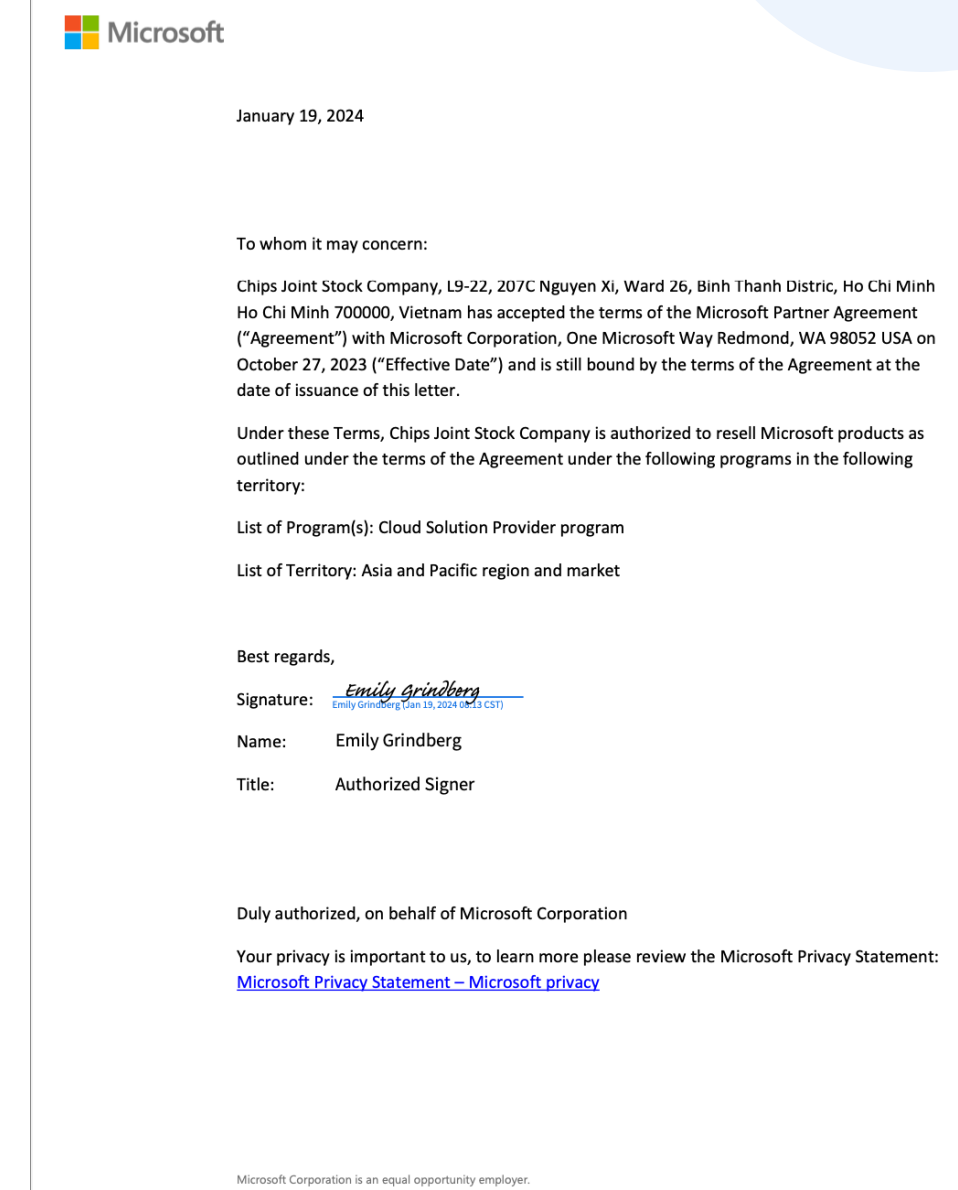 Microsoft
January 19, 2024
To whom it may concern:
Chips Joint Stock Company, L9-22, 207C Nguyen Xi, Ward 26, Binh Thanh Distric, Ho Chi Minh
Ho Chi Minh 700000, Vietnam has accepted the terms of the Microsoft Partner Agreement
(“Agreement”) with Microsoft Corporation, One Microsoft Way Redmond, WA 98052 USA on
October 27, 2023 (“Effective Date”) and is still bound by the terms of the Agreement at the
date of issuance of this letter.
Under these Terms, Chips Joint Stock Company is authorized to resell Microsoft products as
outlined under the terms of the Agreement under the following programs in the following
territory:
List of Program(s): Cloud Solution Provider program
List of Territory: Asia and Pacific region and market
Best regards,
Signature: Emily Grindberg
Emily Grindberg (Jan 19, 2024 08:13 CST)
Name: Emily Grindberg
Title: Authorized Signer
Duly authorized, on behalf of Microsoft Corporation
Your privacy is important to us, to learn more please review the Microsoft Privacy Statement:
Microsoft Privacy Statement – Microsoft privacy
Microsoft Corporation is an equal opportunity employer.